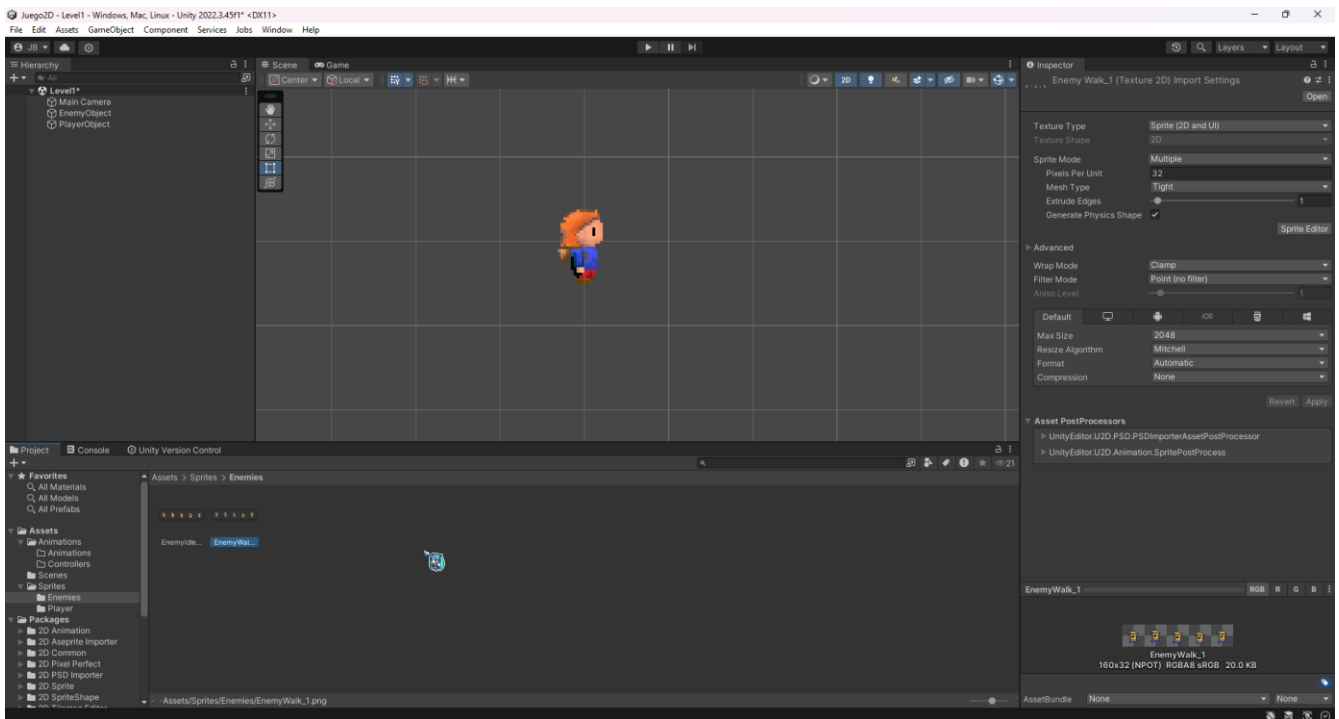 Juego2D - Level1 - Windows, Mac, Linux - Unity 2022.3.45f1* <DX11>
File Edit Assets GameObject Component Services Jobs Window Help
JB
Layers Layout
Hierarchy
All
Level1*
Main Camera
EnemyObject
PlayerObject
Scene Game
Center Local 2D
Inspector
Enemy Walk_1 (Texture 2D) Import Settings
Open
Texture Type Sprite (2D and UI)
Texture Shape 2D
Sprite Mode Multiple
Pixels Per Unit 32
Mesh Type Tight
Extrude Edges 1
Generate Physics Shape
Sprite Editor
Advanced
Wrap Mode Clamp
Filter Mode Point (no filter)
Aniso Level 1
Default iOS
Max Size 2048
Resize Algorithm Mitchell
Format Automatic
Compression None
Revert Apply
Asset PostProcessors
UnityEditor.U2D.PSD.PSDImporterAssetPostProcessor
UnityEditor.U2D.Animation.SpritePostProcess
Project Console Unity Version Control
21
Favorites
All Materials
All Models
All Prefabs
Assets
Animations
Animations
Controllers
Scenes
Sprites
Enemies
Player
Packages
2D Animation
2D Aseprite Importer
2D Common
2D Pixel Perfect
2D PSD Importer
2D Sprite
2D SpriteShape
2D Tilemap Editor
Assets > Sprites > Enemies
EnemyIdle... EnemyWal...
Assets/Sprites/Enemies/EnemyWalk_1.png
EnemyWalk_1 RGB R G B
EnemyWalk_1
160x32 (NPOT) RGBA8 sRGB 20.0 KB
AssetBundle None None